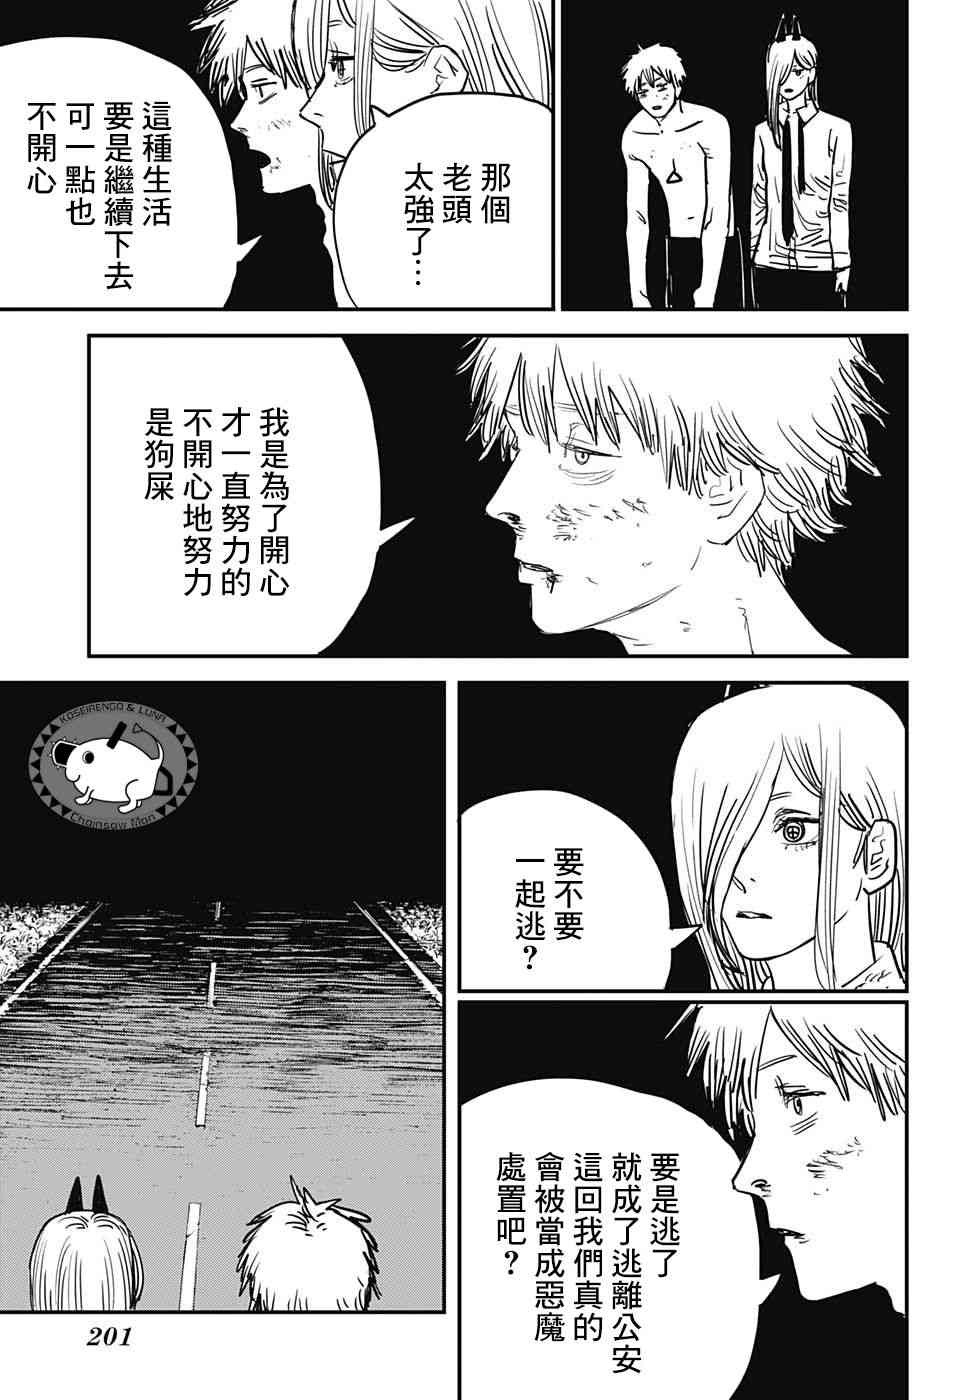 那個
老頭
太強了…
這種生活
要是繼續下去
可一點也
不開心
我是為了開心
才一直努力的
不開心地努力
是狗屎
要不要
一起逃?
要是逃了
就成了逃離公安
這回我們真的
會被當成惡魔
處置吧?
KOSEIRENGO & LUNA
Chainsaw Man
201